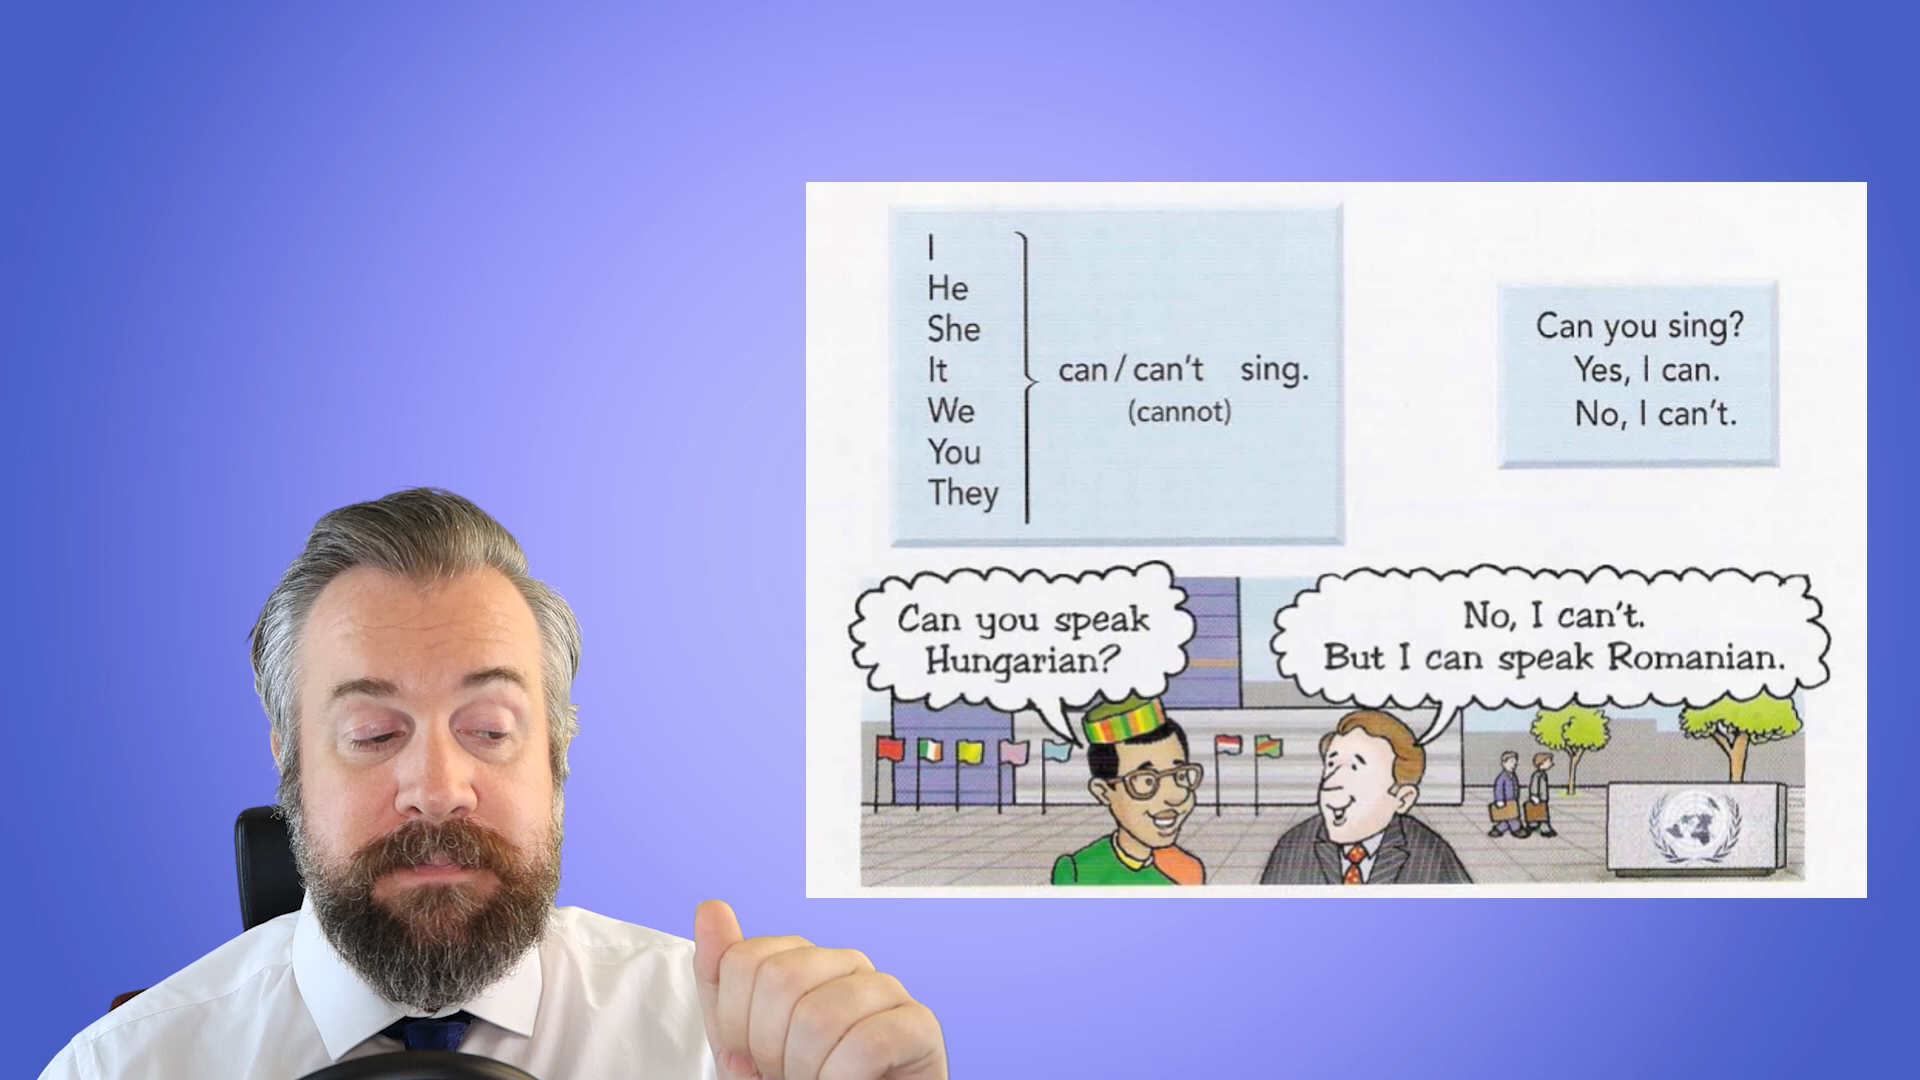 I
He
She
It
We
You
They
can / can't sing.
(cannot)
Can you sing?
Yes, I can.
No, I can't.
Can you speak
Hungarian?
No, I can't.
But I can speak Romanian.